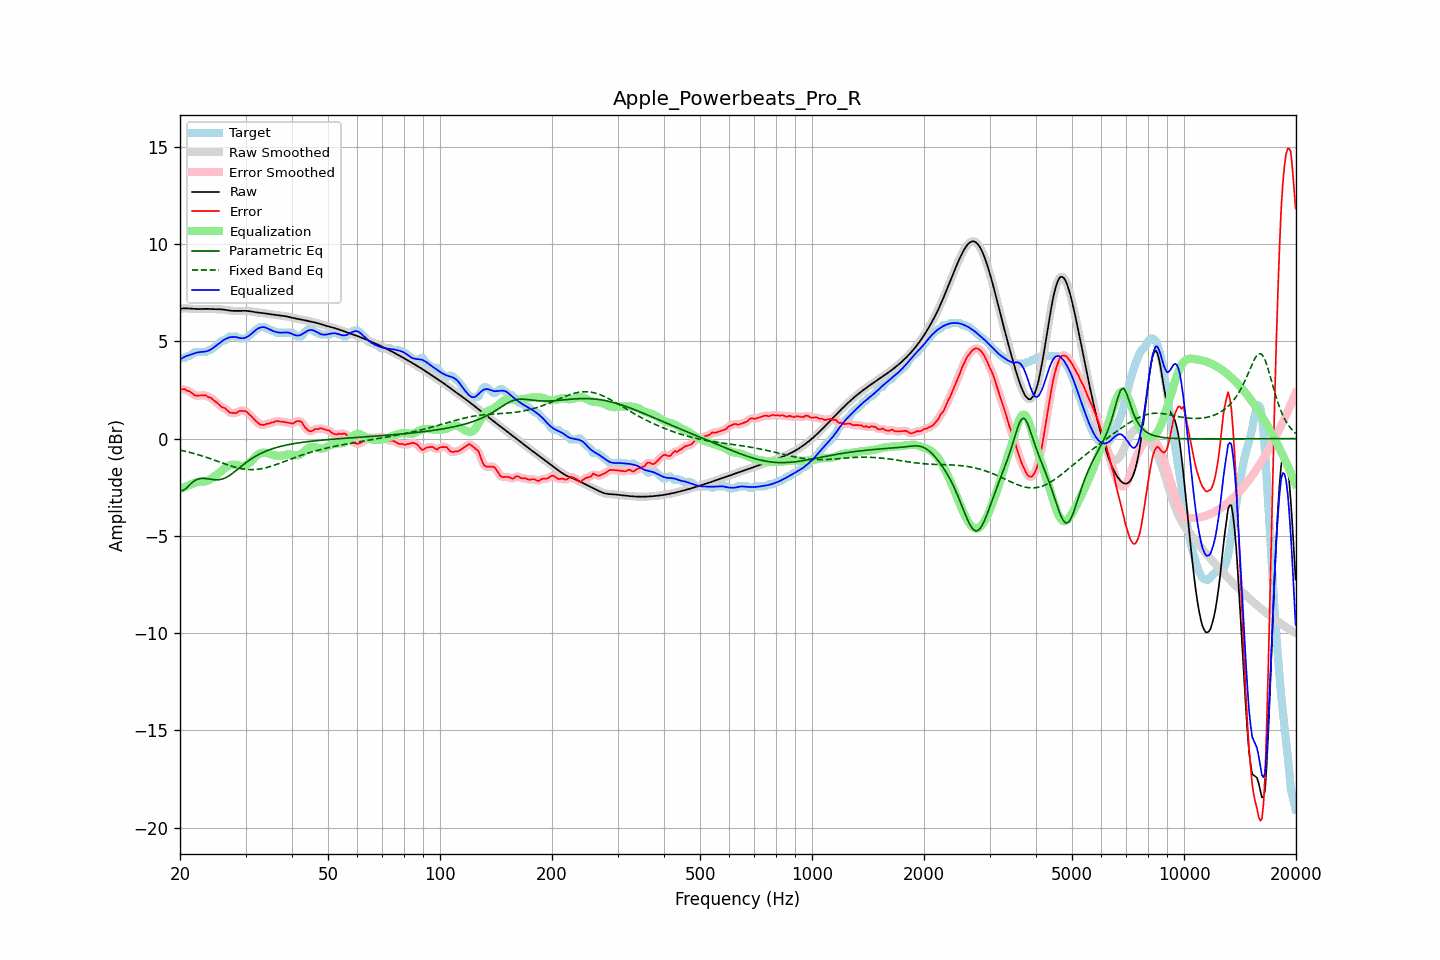 Apple_Powerbeats_Pro_R
Target
Raw Smoothed
Error Smoothed
Raw
Error
Equalization
Parametric Eq
Fixed Band Eq
Equalized
15
10
5
0
−5
−10
−15
−20
Amplitude (dBr)
20
50
100
200
500
1000
2000
5000
10000
20000
Frequency (Hz)